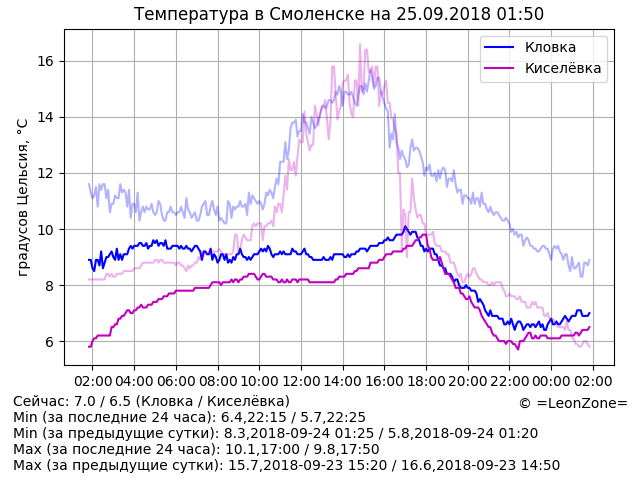 Температура в Смоленске на 25.09.2018 01:50
Кловка
Киселёвка
градусов Цельсия, °C
16
14
12
10
8
6
02:00 04:00 06:00 08:00 10:00 12:00 14:00 16:00 18:00 20:00 22:00 00:00 02:00
Сейчас: 7.0 / 6.5 (Кловка / Киселёвка)
© =LeonZone=
Min (за последние 24 часа): 6.4,22:15 / 5.7,22:25
Min (за предыдущие сутки): 8.3,2018-09-24 01:25 / 5.8,2018-09-24 01:20
Max (за последние 24 часа): 10.1,17:00 / 9.8,17:50
Max (за предыдущие сутки): 15.7,2018-09-23 15:20 / 16.6,2018-09-23 14:50